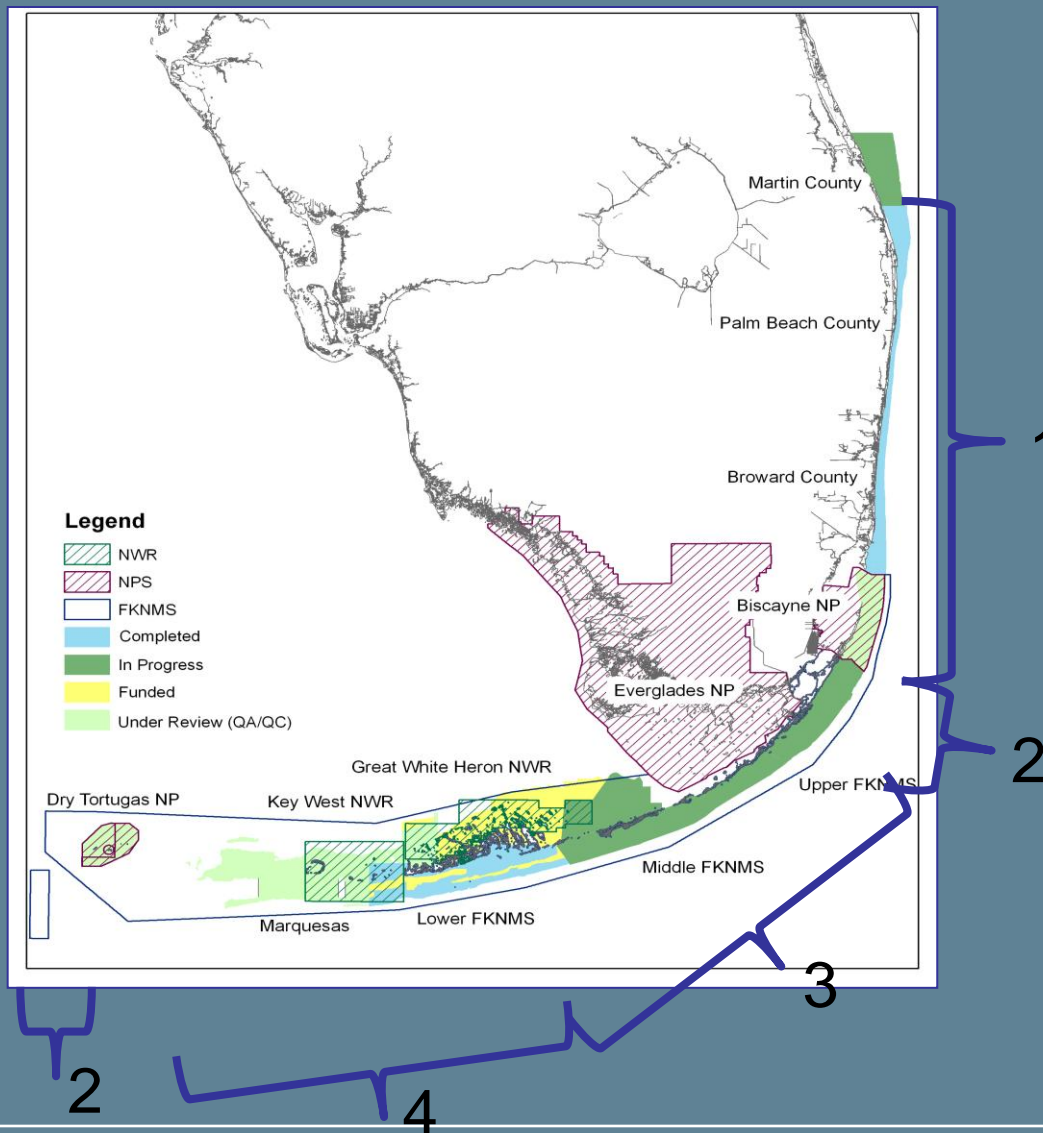 Martin County
Palm Beach County
1
Broward County
Legend
NWR
NPS
FKNMS
Completed
In Progress
Funded
Under Review (QA/QC)
Biscayne NP
Everglades NP
2
Upper FKNMS
Great White Heron NWR
Key West NWR
Dry Tortugas NP
Middle FKNMS
Lower FKNMS
Marquesas
3
2
4